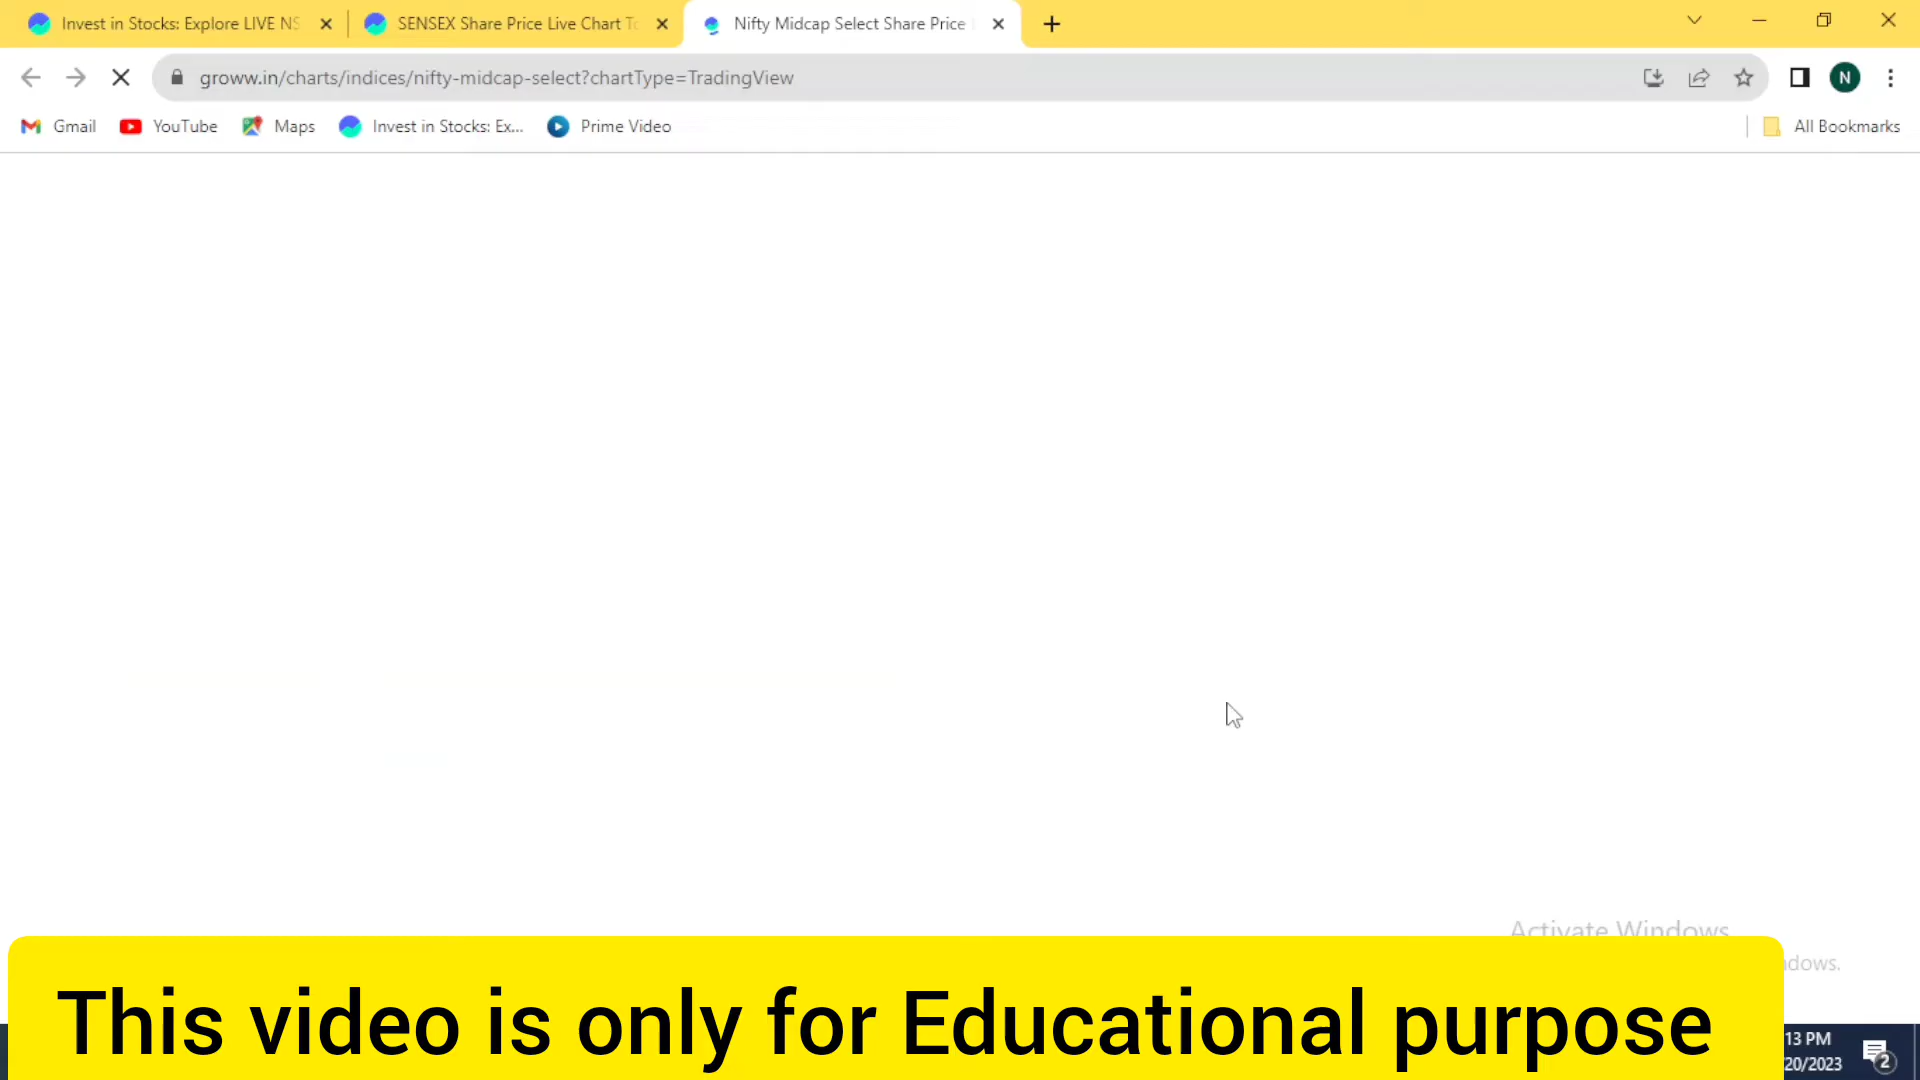 Invest in Stocks: Explore LIVE NS
SENSEX Share Price Live Chart To
Nifty Midcap Select Share Price
groww.in/charts/indices/nifty-midcap-select?chartType=TradingView
N
Gmail
YouTube
Maps
Invest in Stocks: Ex...
Prime Video
All Bookmarks
Activate Windows
ndows.
This video is only for Educational purpose
13 PM
20/2023
2